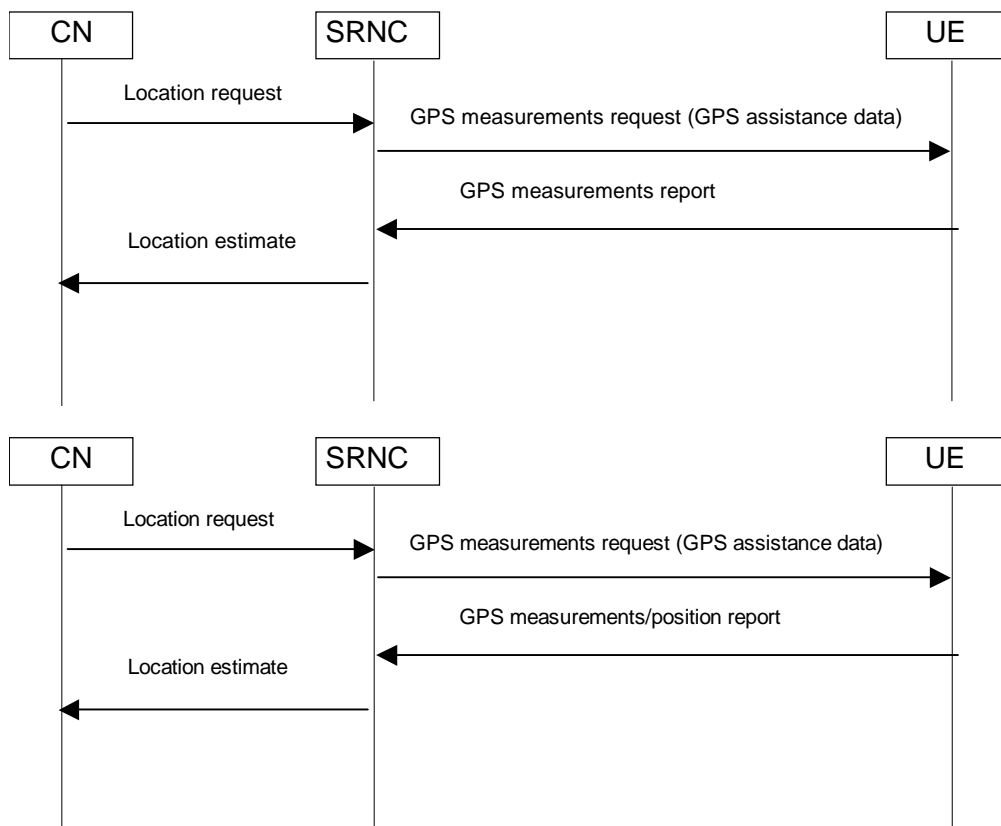 CN
SRNC
UE
Location request
GPS measurements request (GPS assistance data)
GPS measurements report
Location estimate
CN
SRNC
UE
Location request
GPS measurements request (GPS assistance data)
GPS measurements/position report
Location estimate